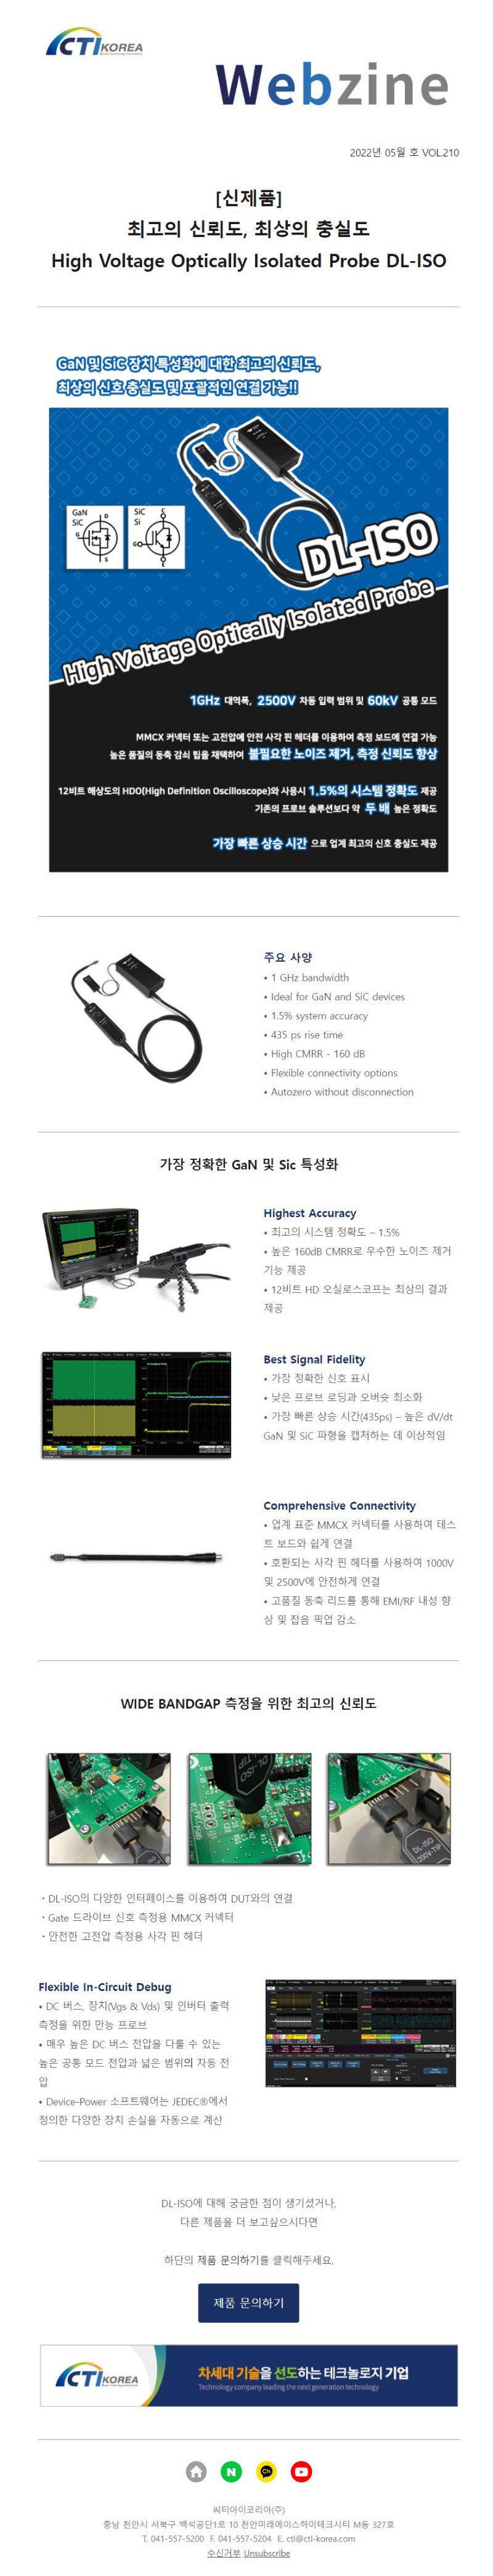 CTI KOREA
Webzine
2022년 05월 호 VOL.210
[신제품]
최고의 신뢰도, 최상의 충실도
High Voltage Optically Isolated Probe DL-ISO
GaN 및 SiC 장치 특성화에 대한 최고의 신뢰도,
최상의 신호 충실도 및 포괄적인 연결 가능!!
GaN
SiC
D
G
S
SiC
Si
C
G
E
DL-ISO
High Voltage Optically Isolated Probe
1GHz 대역폭, 2500V 차동 입력 범위 및 60kV 공통 모드
MMCX 커넥터 또는 고전압에 안전 사각 핀 헤더를 이용하여 측정 보드에 연결 가능
높은 품질의 동축 감쇠 팁을 채택하여 불필요한 노이즈 제거, 측정 신뢰도 향상
12비트 해상도의 HDO(High Definition Oscilloscope)와 사용시 1.5%의 시스템 정확도 제공
기존의 프로브 솔루션보다 약 두 배 높은 정확도
가장 빠른 상승 시간 으로 업계 최고의 신호 충실도 제공
주요 사양
• 1 GHz bandwidth
• Ideal for GaN and SiC devices
• 1.5% system accuracy
• 435 ps rise time
• High CMRR - 160 dB
• Flexible connectivity options
• Autozero without disconnection
가장 정확한 GaN 및 Sic 특성화
Highest Accuracy
• 최고의 시스템 정확도 – 1.5%
• 높은 160dB CMRR로 우수한 노이즈 제거
기능 제공
• 12비트 HD 오실로스코프는 최상의 결과
제공
Best Signal Fidelity
• 가장 정확한 신호 표시
• 낮은 프로브 로딩과 오버슛 최소화
• 가장 빠른 상승 시간(435ps) – 높은 dV/dt
GaN 및 SiC 파형을 캡처하는 데 이상적임
Comprehensive Connectivity
• 업계 표준 MMCX 커넥터를 사용하여 테스
트 보드와 쉽게 연결
• 호환되는 사각 핀 헤더를 사용하여 1000V
및 2500V에 안전하게 연결
• 고품질 동축 리드를 통해 EMI/RF 내성 향
상 및 잡음 픽업 감소
WIDE BANDGAP 측정을 위한 최고의 신뢰도
DL-ISO
200V-TIP
・DL-ISO의 다양한 인터페이스를 이용하여 DUT와의 연결
・Gate 드라이브 신호 측정용 MMCX 커넥터
・안전한 고전압 측정용 사각 핀 헤더
Flexible In-Circuit Debug
• DC 버스, 장치(Vgs & Vds) 및 인버터 출력
측정을 위한 만능 프로브
• 매우 높은 DC 버스 전압을 다룰 수 있는
높은 공통 모드 전압과 넓은 범위의 차동 전
압
• Device-Power 소프트웨어는 JEDEC®에서
정의한 다양한 장치 손실을 자동으로 계산
DL-ISO에 대해 궁금한 점이 생기셨거나,
다른 제품을 더 보고싶으시다면
하단의 제품 문의하기를 클릭해주세요.
제품 문의하기
CTI KOREA
차세대 기술을 선도하는 테크놀로지 기업
Technology company leading the next generation technology
N
Ch
씨티아이코리아(주)
충남 천안시 서북구 백석공단1로 10 천안미래에이스하이테크시티 M동 327호
T. 041-557-5200 F. 041-557-5204 E. cti@cti-korea.com
수신거부 Unsubscribe